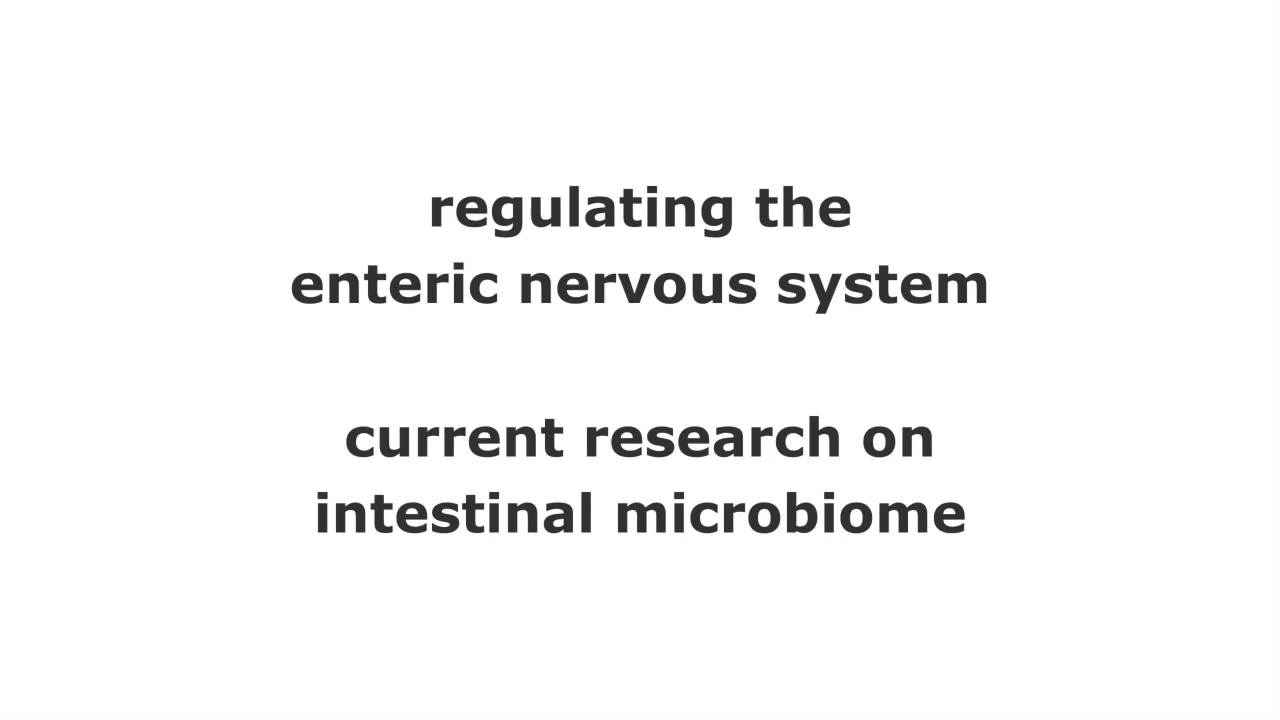 regulating the
enteric nervous system
current research on
intestinal microbiome